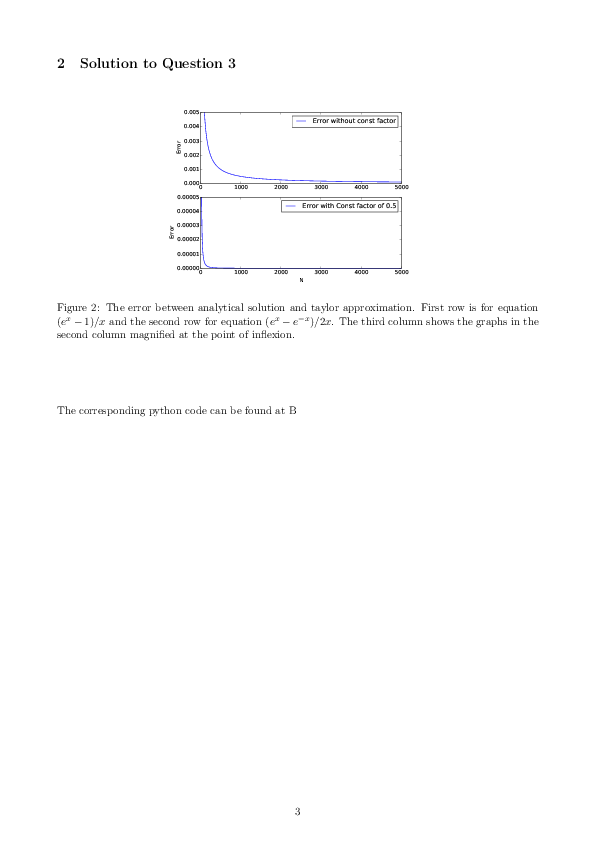 2 Solution to Question 3
0.005
0.004
0.003
0.002
0.001
0.000
Error
Error without const factor
0 1000 2000 3000 4000 5000
0.00005
0.00004
0.00003
0.00002
0.00001
0.00000
Error
Error with Const factor of 0.5
0 1000 2000 3000 4000 5000
N
Figure 2: The error between analytical solution and taylor approximation. First row is for equation
(eˣ − 1)/x and the second row for equation (eˣ − e⁻ˣ)/2x. The third column shows the graphs in the
second column magnified at the point of inflexion.
The corresponding python code can be found at B
3